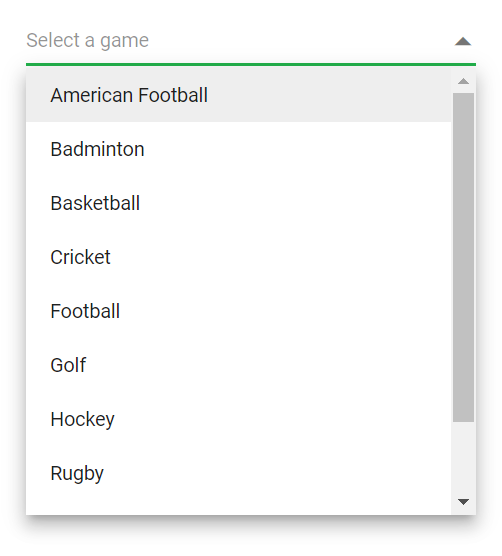 Select a game
American Football
Badminton
Basketball
Cricket
Football
Golf
Hockey
Rugby